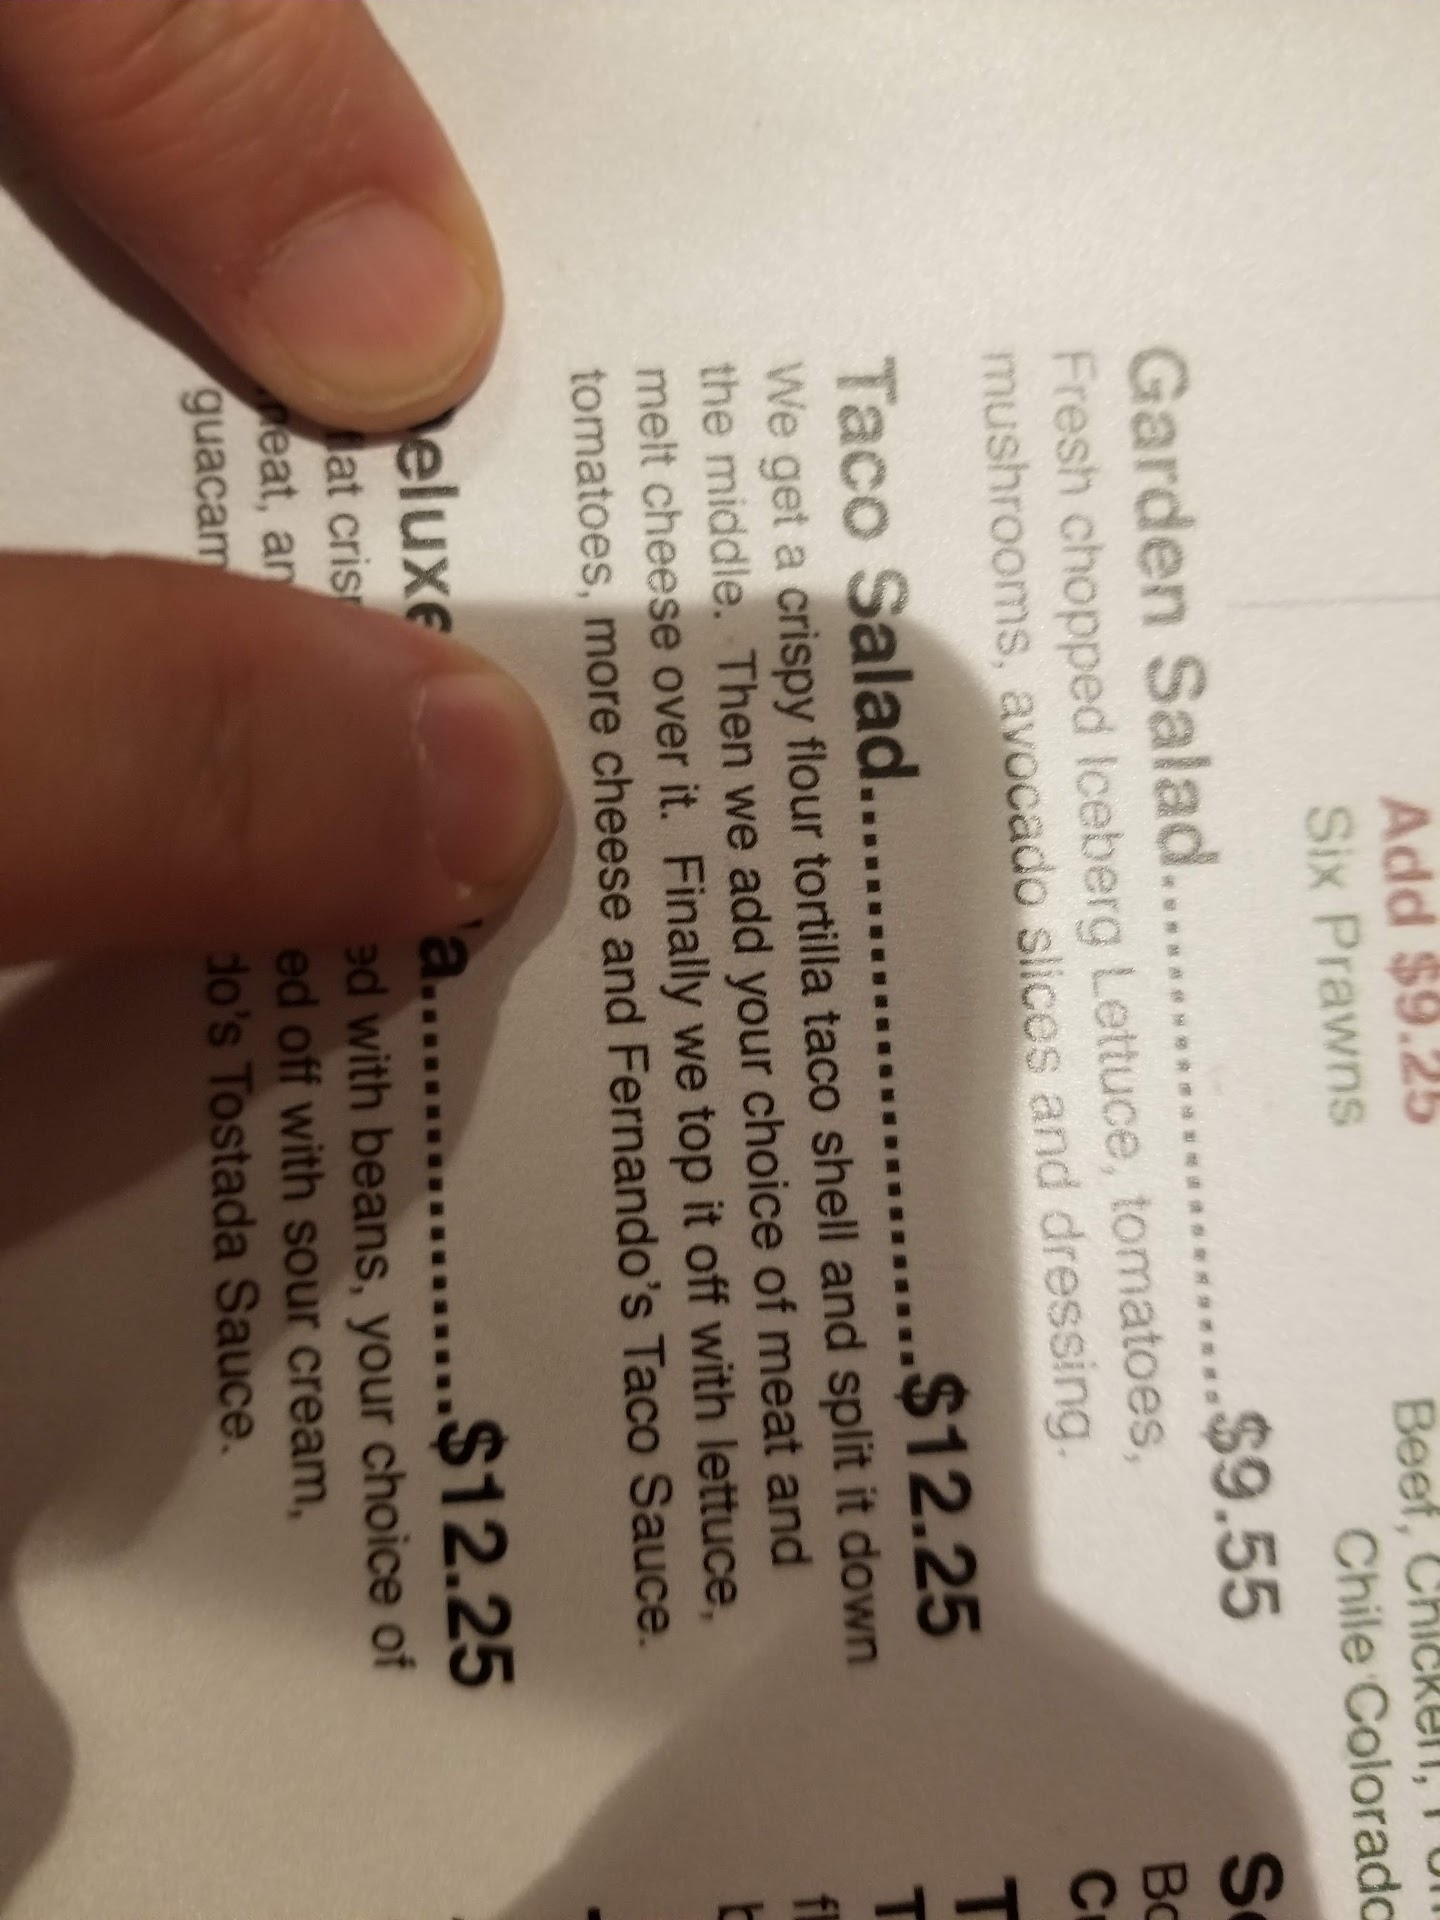 Add $9.25
Six Prawns
Beef, Chicken,
Chile Colorado
Garden Salad..............................$9.55
Fresh chopped Iceberg Lettuce, tomatoes,
mushrooms, avocado slices and dressing.
Taco Salad..................................$12.25
We get a crispy flour tortilla taco shell and split it down
the middle. Then we add your choice of meat and
melt cheese over it. Finally we top it off with lettuce,
tomatoes, more cheese and Fernando's Taco Sauce.
eluxe a.........................$12.25
at with beans, your choice of
meat, off with sour cream,
Tostada Sauce.